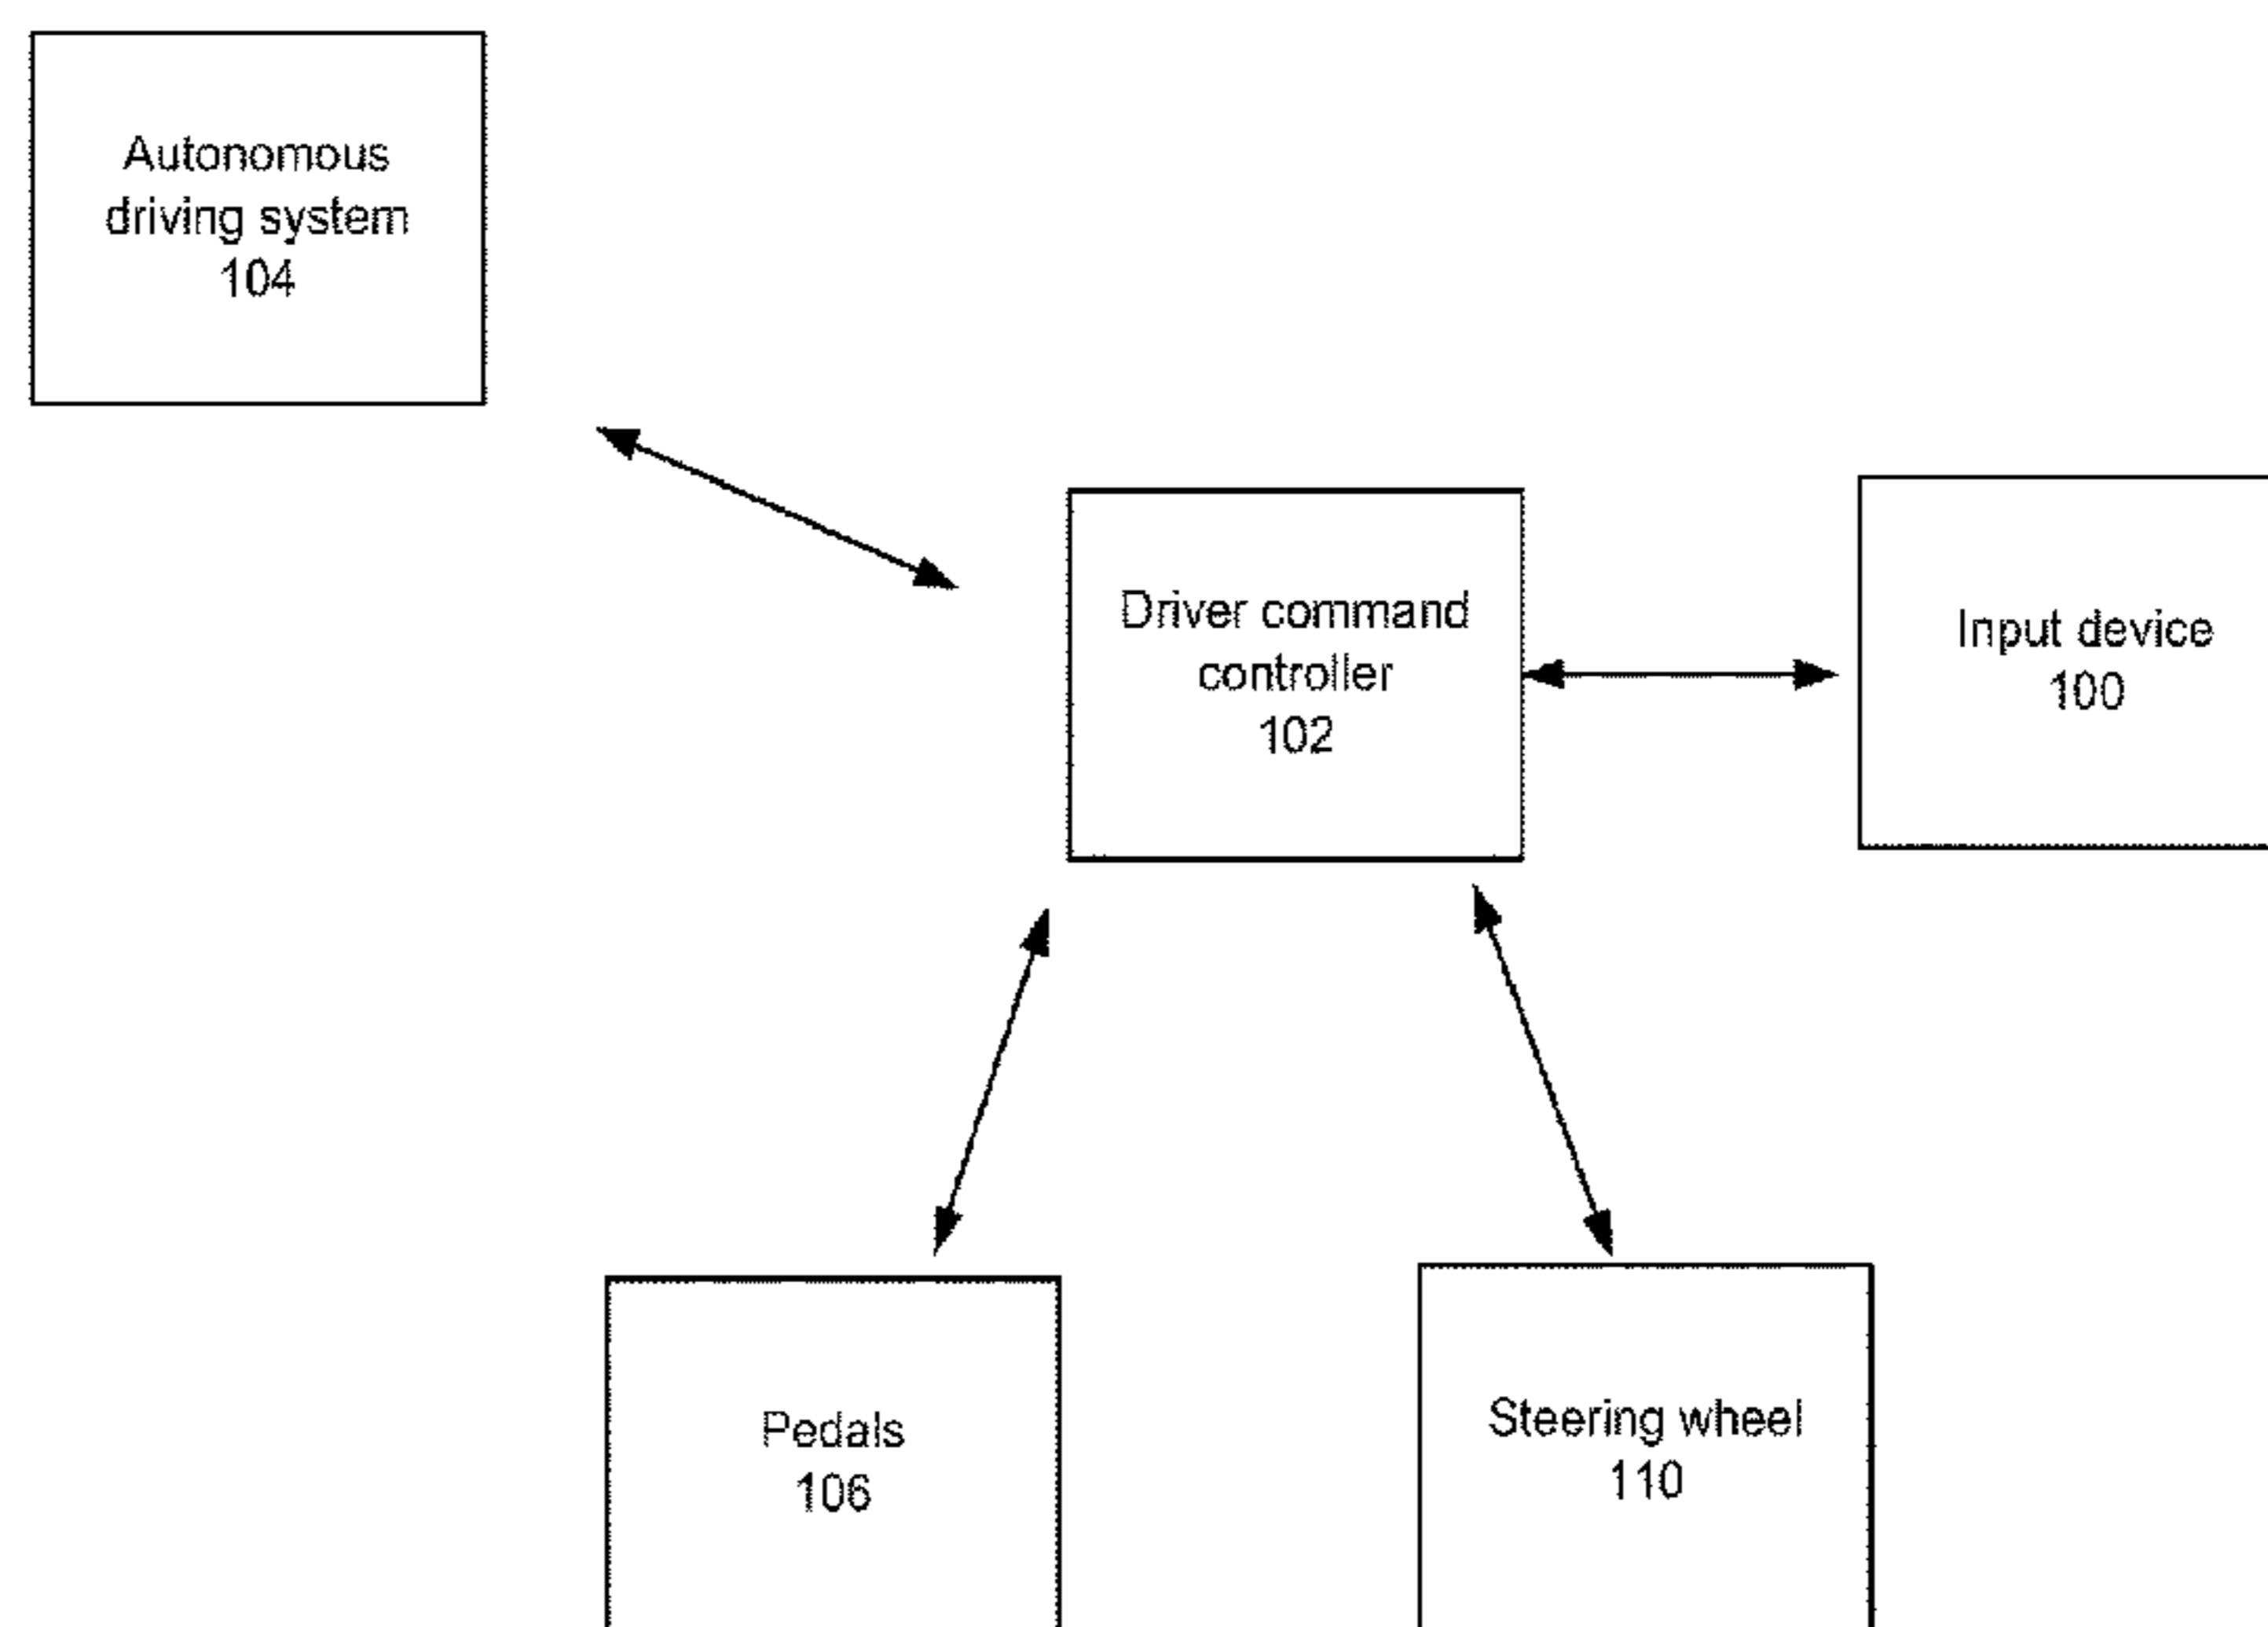 Autonomous
driving system
104
Driver command
controller
102
Input device
100
Pedals
106
Steering wheel
110